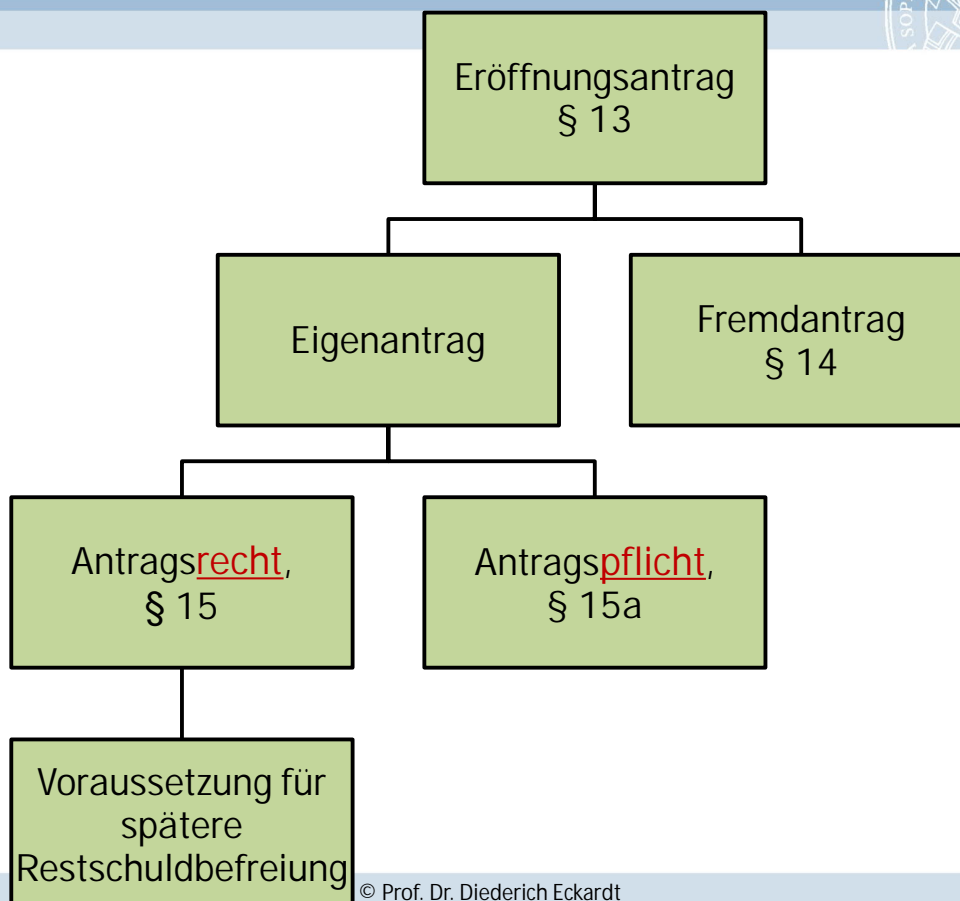 Eröffnungsantrag
§ 13
Eigenantrag
Fremdantrag
§ 14
Antragsrecht,
§ 15
Antragspflicht,
§ 15a
Voraussetzung für
spätere
Restschuldbefreiung
© Prof. Dr. Diederich Eckardt